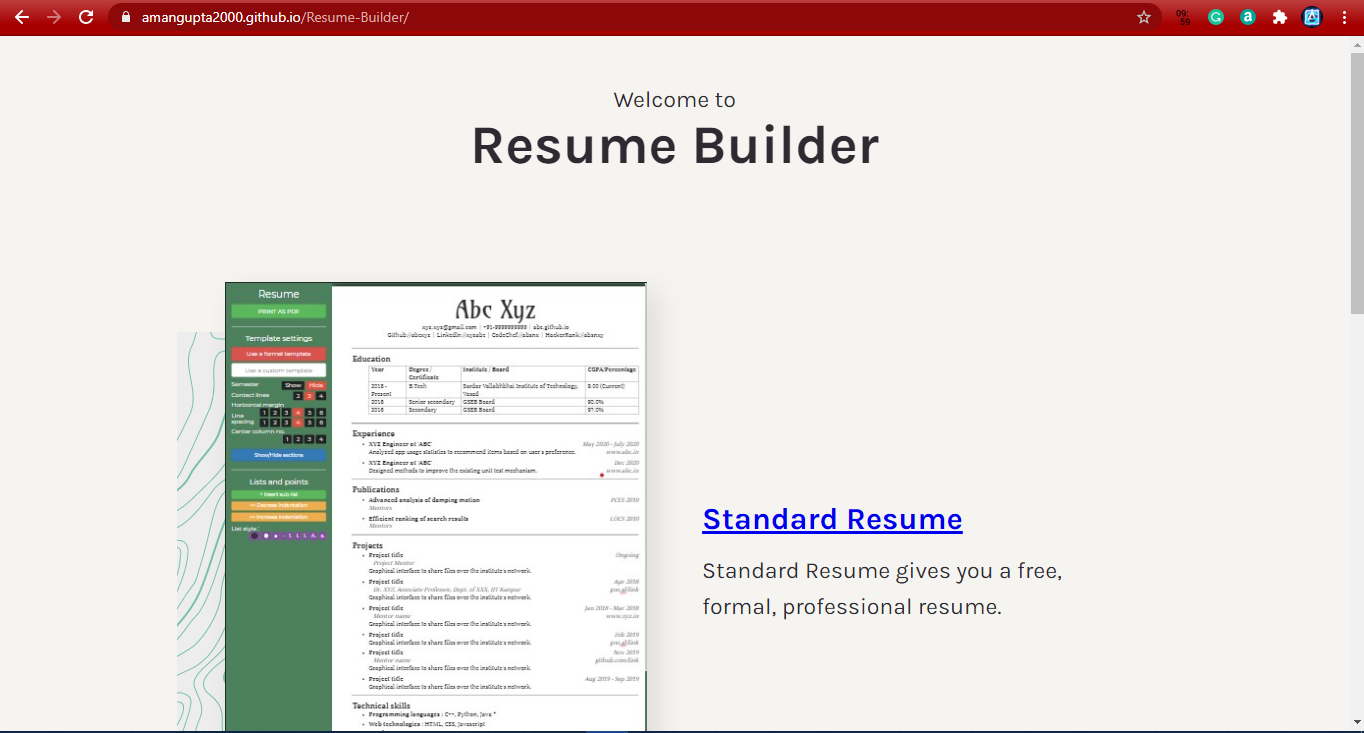 amangupta2000.github.io/Resume-Builder/
09:
59
Welcome to
Resume Builder
Resume
PRINT AS PDF
Template settings
Use a formal template
Use a custom template
Semester Show Hide
Contact lines 2 3 4
Horizontal margin
1 2 3 4 5 6
Line
spacing 1 2 3 4 5 6
Center column no.
1 2 3 4
Show/Hide sections
Lists and points
+ Insert sub-list
<< Decrease indentation
>> Increase indentation
List style :
Abc Xyz
xyz.xyz@gmail.com | +91-9999999999 | abc.github.io
Github://abcxyz | Linkedin://xyzabc | CodeChef://abcnx | HackerRank://abcnxy
Education
Year Degree / Institute / Board CGPA/Percentage
Certificate
2018 - B.Tech Sardar Vallabhbhai Institute of Technology, 9.00 (Current)
Present Vasad
2018 Senior secondary GSEB Board 90.0%
2016 Secondary GSEB Board 97.0%
Experience
XYZ Engineer at 'ABC' May 2020 - July 2020
Analyzed app usage statistics to recommend items based on user's preference. www.abc.in
XYZ Engineer at 'ABC' Dec 2020
Designed methods to improve the existing unit test mechanism. www.abc.in
Publications
Advanced analysis of damping motion PCES 2010
Mentors
Efficient ranking of search results LOCS 2010
Mentors
Projects
Project title Ongoing
Project Mentor
Graphical interface to share files over the institute's network.
Project title Apr 2018
Dr. XYZ, Associate Professor, Dept. of XXX, IIT Kanpur goo.gl/link
Graphical interface to share files over the institute's network.
Project title Jan 2018 - Mar 2018
Mentor name www.xyz.in
Graphical interface to share files over the institute's network.
Project title Feb 2019
Graphical interface to share files over the institute's network. goo.gl/link
Project title Nov 2019
Mentor name github.com/link
Graphical interface to share files over the institute's network.
Project title Aug 2019 - Sep 2019
Graphical interface to share files over the institute's network.
Technical skills
Programming languages : C++, Python, Java *
Web technologies : HTML, CSS, Javascript
Standard Resume
Standard Resume gives you a free,
formal, professional resume.